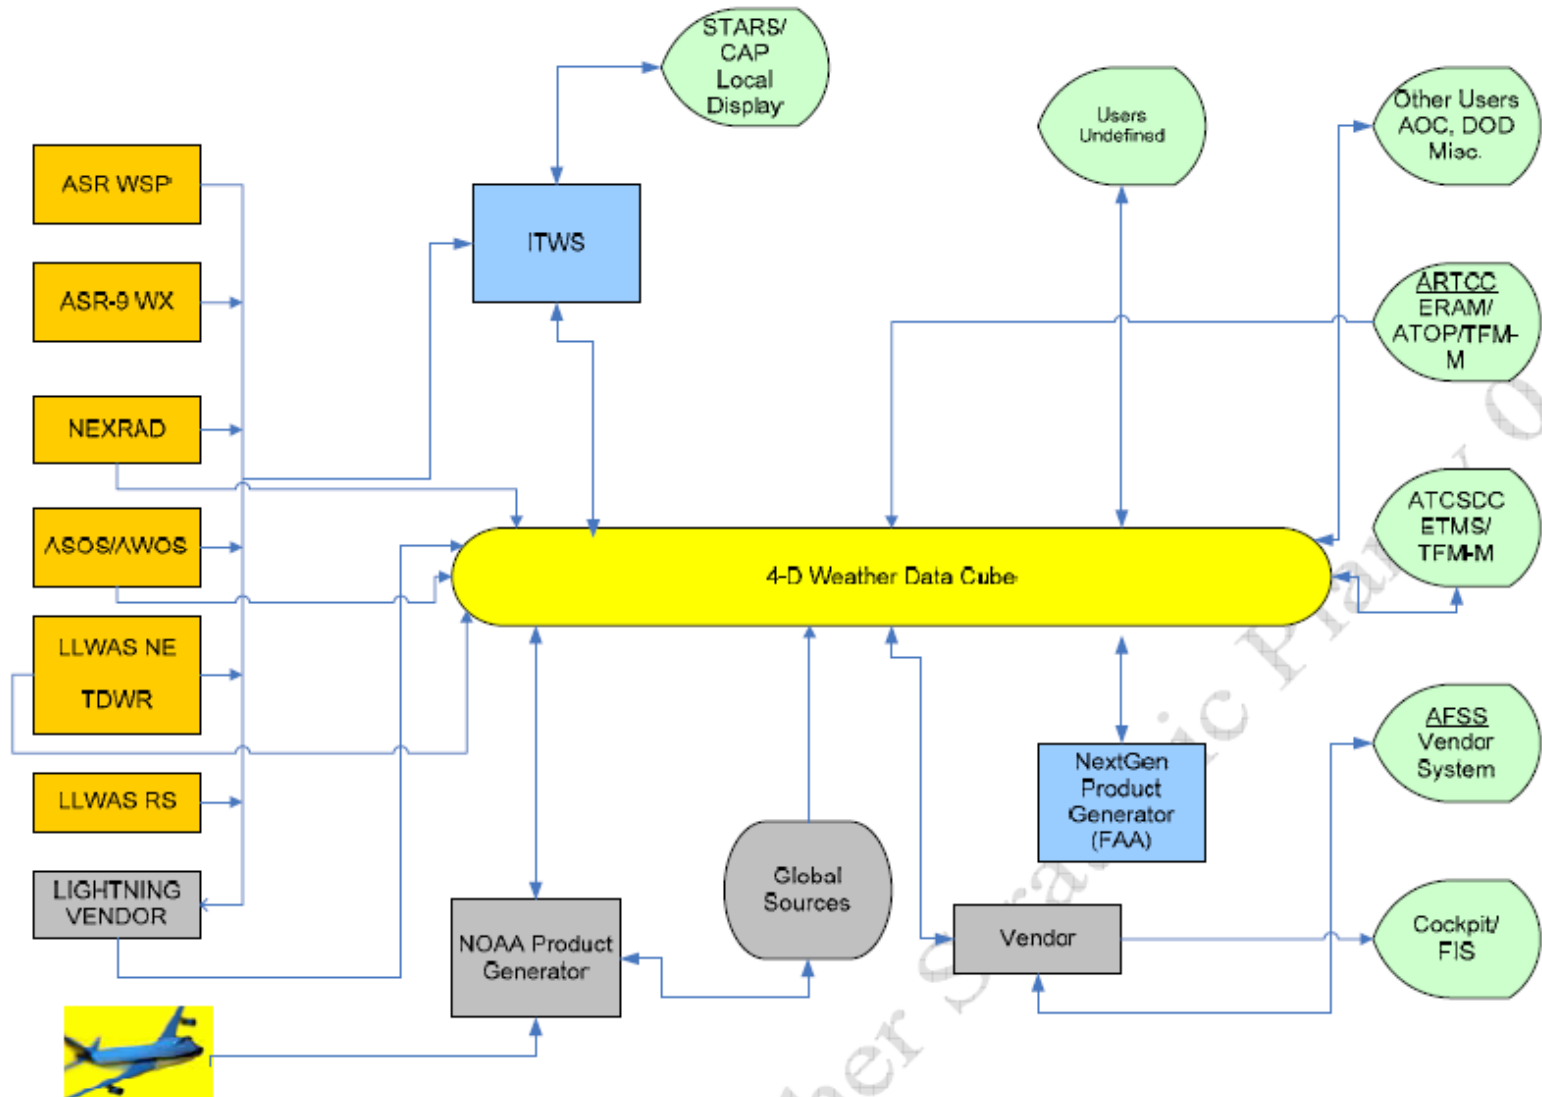 STARS/
CAP
Local
Display
Users
Undefined
Other Users
AOC, DOD
Misc.
ASR WSP
ITWS
ASR-9 WX
ARTCC
ERAM/
ATOP/TFM-
M
NEXRAD
ATCSCC
ETMS/
TFM-M
ASOS/AWOS
4-D Weather Data Cube
LLWAS NE
TDWR
AFSS
Vendor
System
NextGen
Product
Generator
(FAA)
LLWAS RS
LIGHTNING
VENDOR
Global
Sources
NOAA Product
Generator
Vendor
Cockpit/
FIS